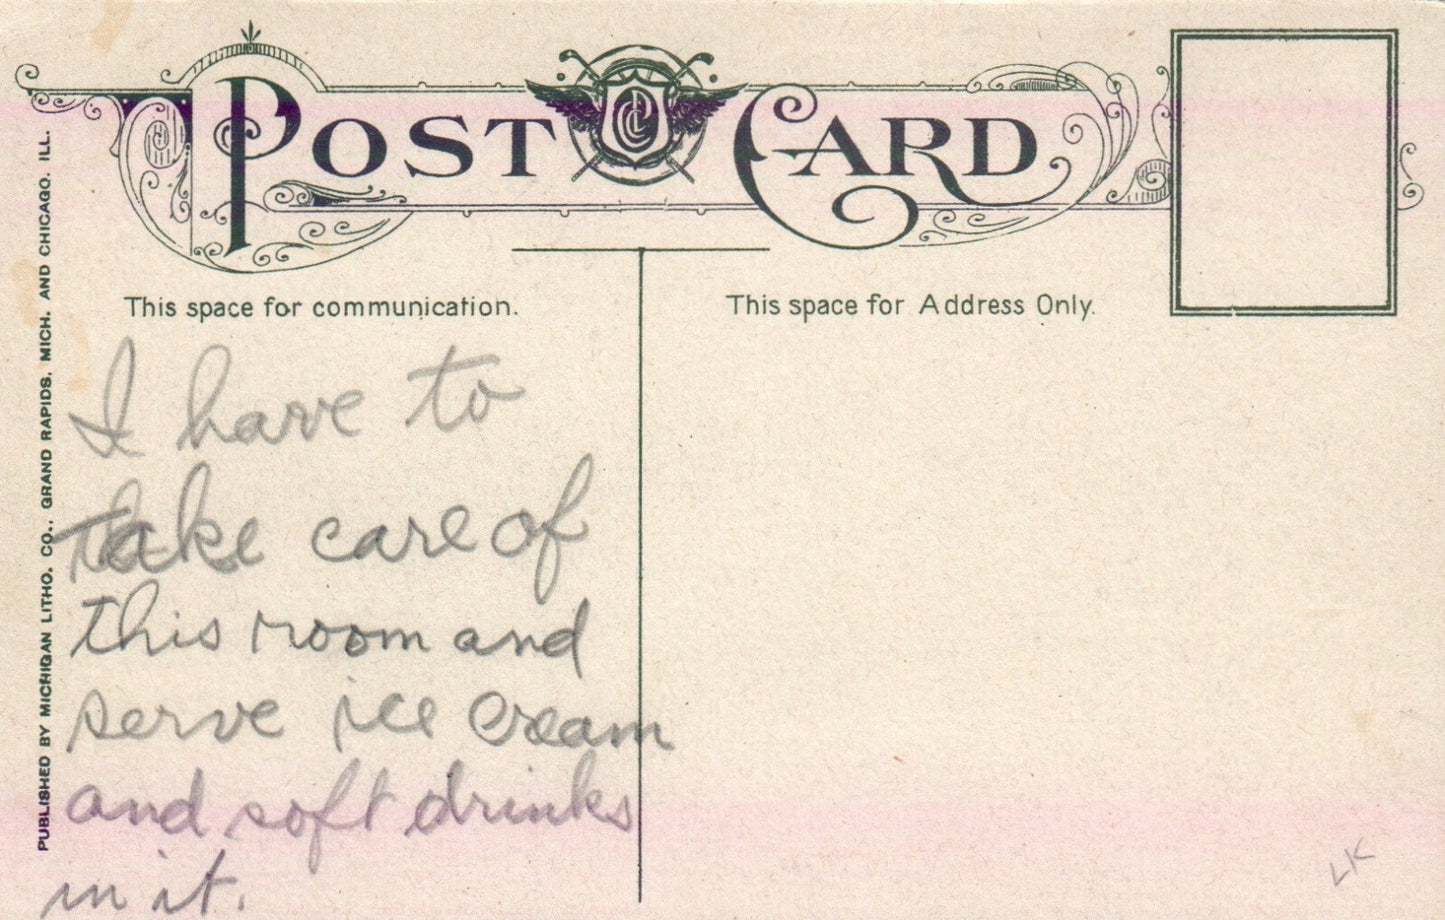 POST CARD
This space for communication.
This space for Address Only.
I have to
take care of
this room and
serve ice cream
and soft drinks
in it.
PUBLISHED BY MICHIGAN LITHO. CO., GRAND RAPIDS, MICH. AND CHICAGO, ILL.
LK